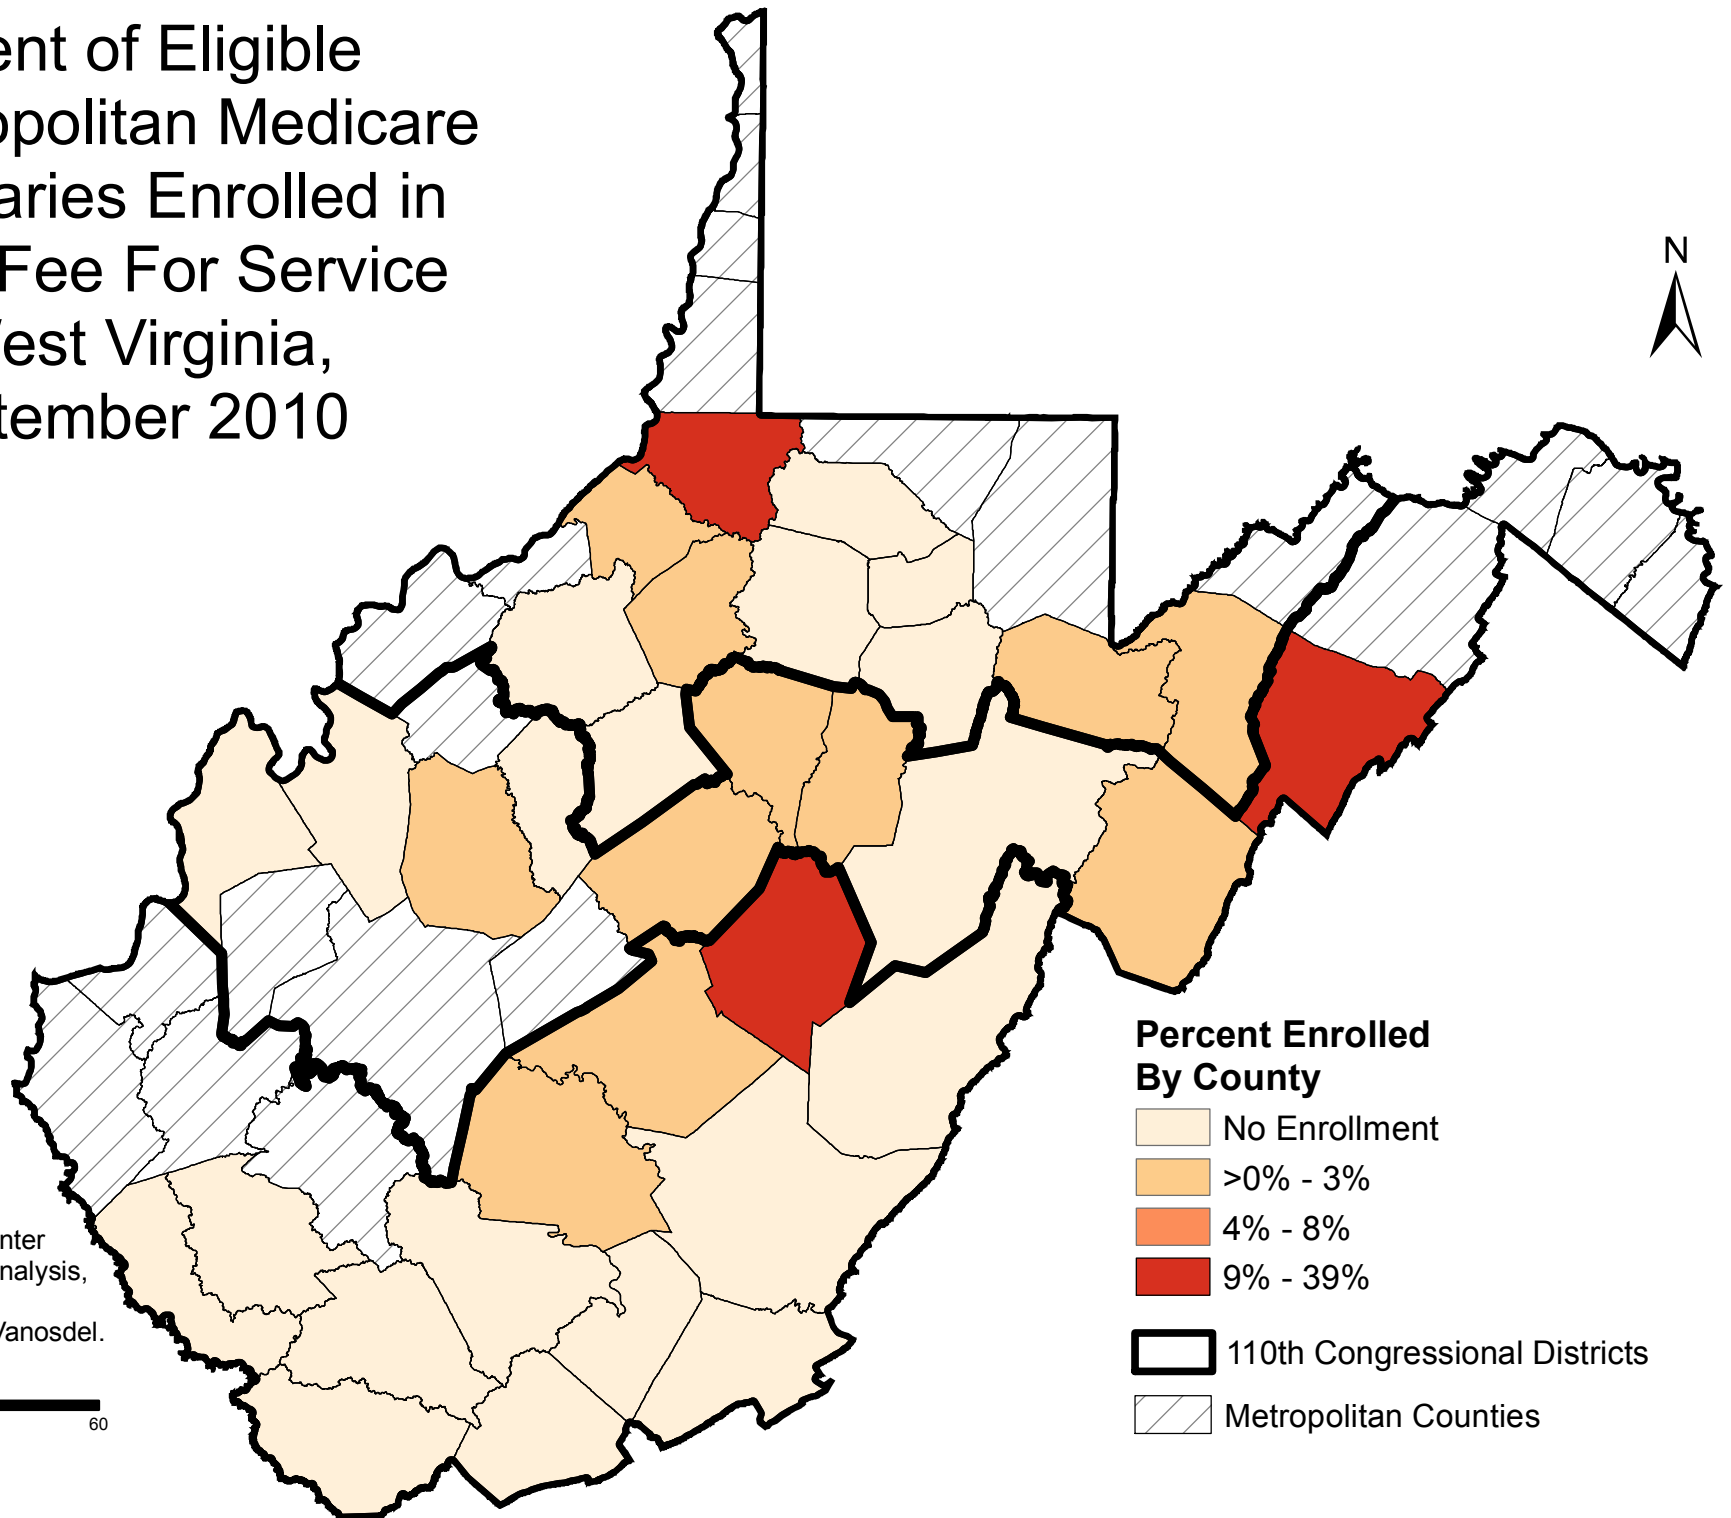 ent of Eligible
opolitan Medicare
aries Enrolled in
Fee For Service
Vest Virginia,
tember 2010
N
Percent Enrolled
By County
No Enrollment
>0% - 3%
4% - 8%
9% - 39%
110th Congressional Districts
Metropolitan Counties
nter
nalysis,
Vanosdel.
60